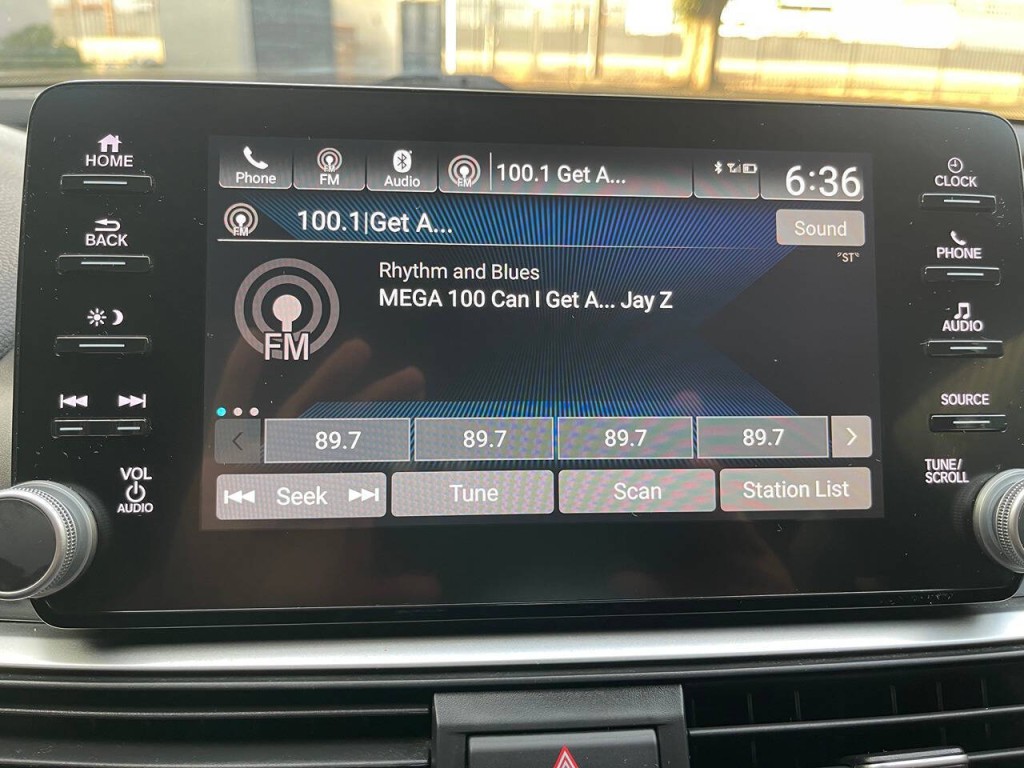 HOME
BACK
VOL
AUDIO
Phone
FM
FM
Audio
FM
100.1 Get A...
6:36
FM
100.1|Get A...
Sound
"ST"
FM
Rhythm and Blues
MEGA 100 Can I Get A... Jay Z
89.7
89.7
89.7
89.7
Seek
Tune
Scan
Station List
CLOCK
PHONE
AUDIO
SOURCE
TUNE/
SCROLL